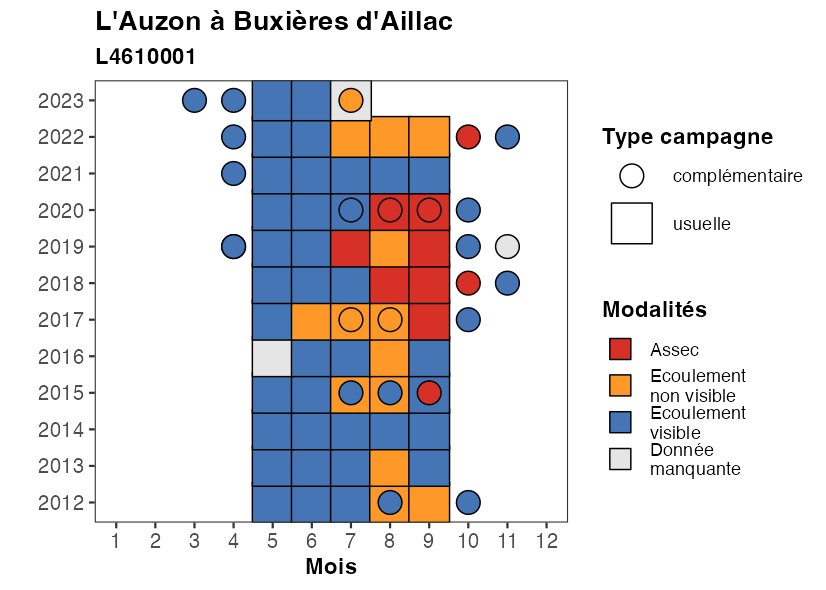 L'Auzon à Buxières d'Aillac
L4610001
2023
2022
2021
2020
2019
2018
2017
2016
2015
2014
2013
2012
1 2 3 4 5 6 7 8 9 10 11 12
Mois
Type campagne
complémentaire
usuelle
Modalités
Assec
Ecoulement
non visible
Ecoulement
visible
Donnée
manquante